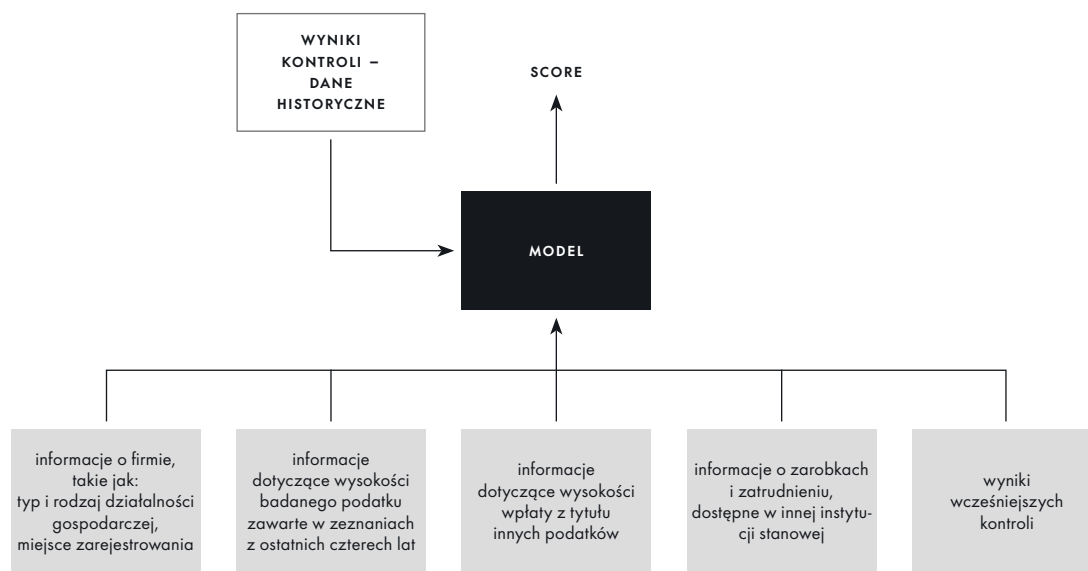 WYNIKI
KONTROLI –
DANE
HISTORYCZNE
SCORE
MODEL
informacje o firmie,
takie jak:
typ i rodzaj działalności
gospodarczej,
miejsce zarejestrowania
informacje
dotyczące wysokości
badanego podatku
zawarte w zeznaniach
z ostatnich czterech lat
informacje
dotyczące wysokości
wpłaty z tytułu
innych podatków
informacje o zarobkach
i zatrudnieniu,
dostępne w innej instytu-
cji stanowej
wyniki
wcześniejszych
kontroli